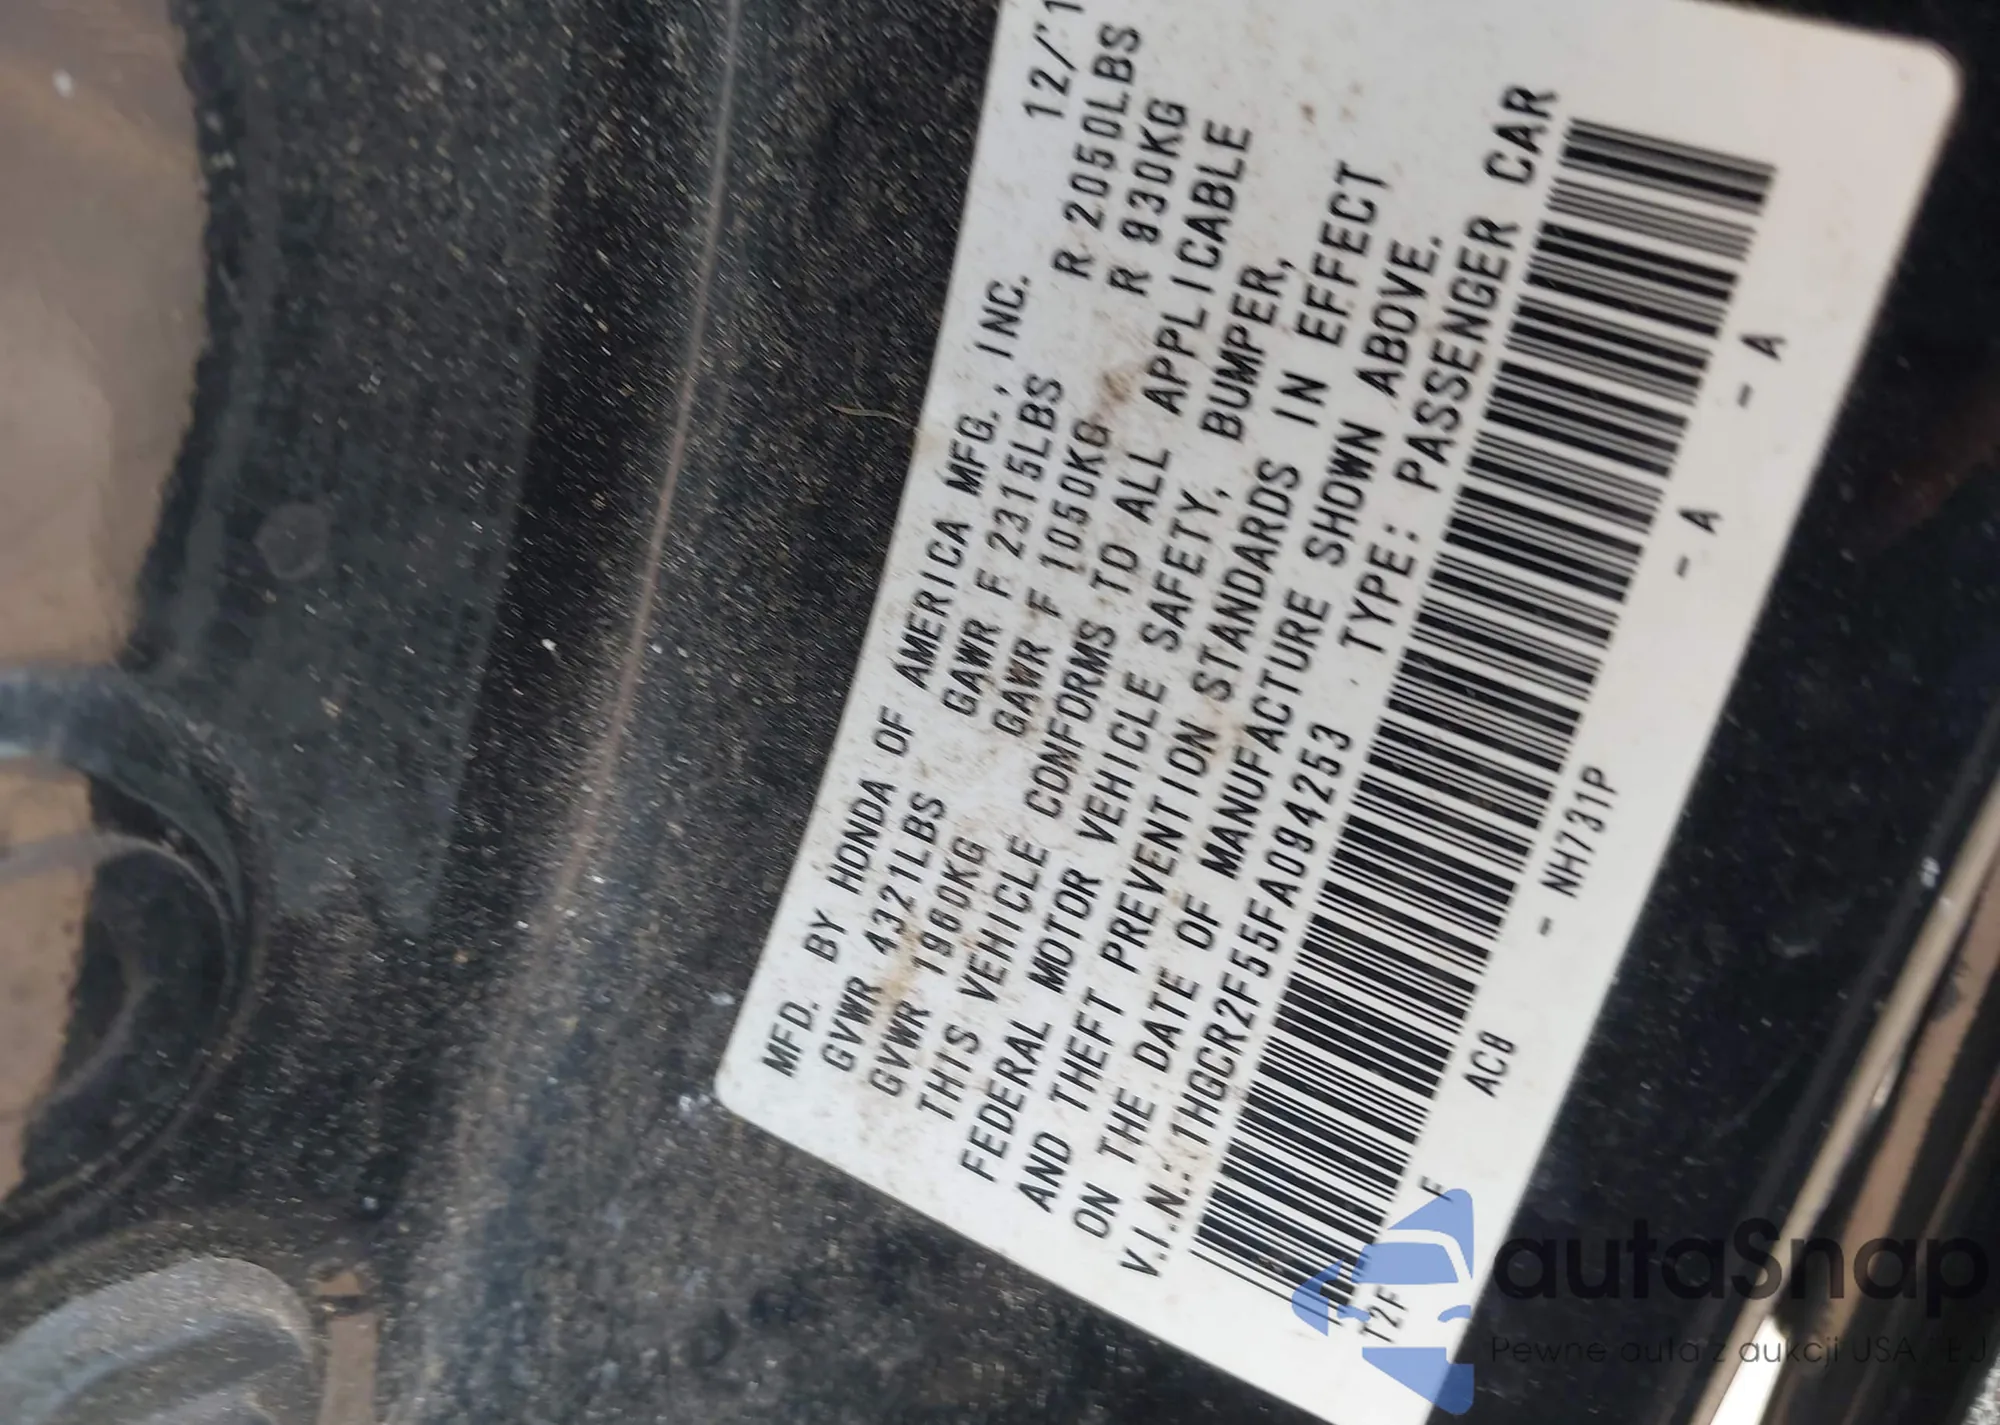 MFD. BY HONDA OF AMERICA MFG., INC. 12/'1
GVWR 4321LBS GAWR F 2315LBS R 2050LBS
GVWR 1960KG GAWR F 1050KG R 930KG
THIS VEHICLE CONFORMS TO ALL APPLICABLE
FEDERAL MOTOR VEHICLE SAFETY, BUMPER,
AND THEFT PREVENTION STANDARDS IN EFFECT
ON THE DATE OF MANUFACTURE SHOWN ABOVE.
V.I.N.:1HGCR2F55FA094253 TYPE: PASSENGER CAR
T2F F AC8 - NH731P - A - A
autaSnap
Pewne auta z aukcji USA